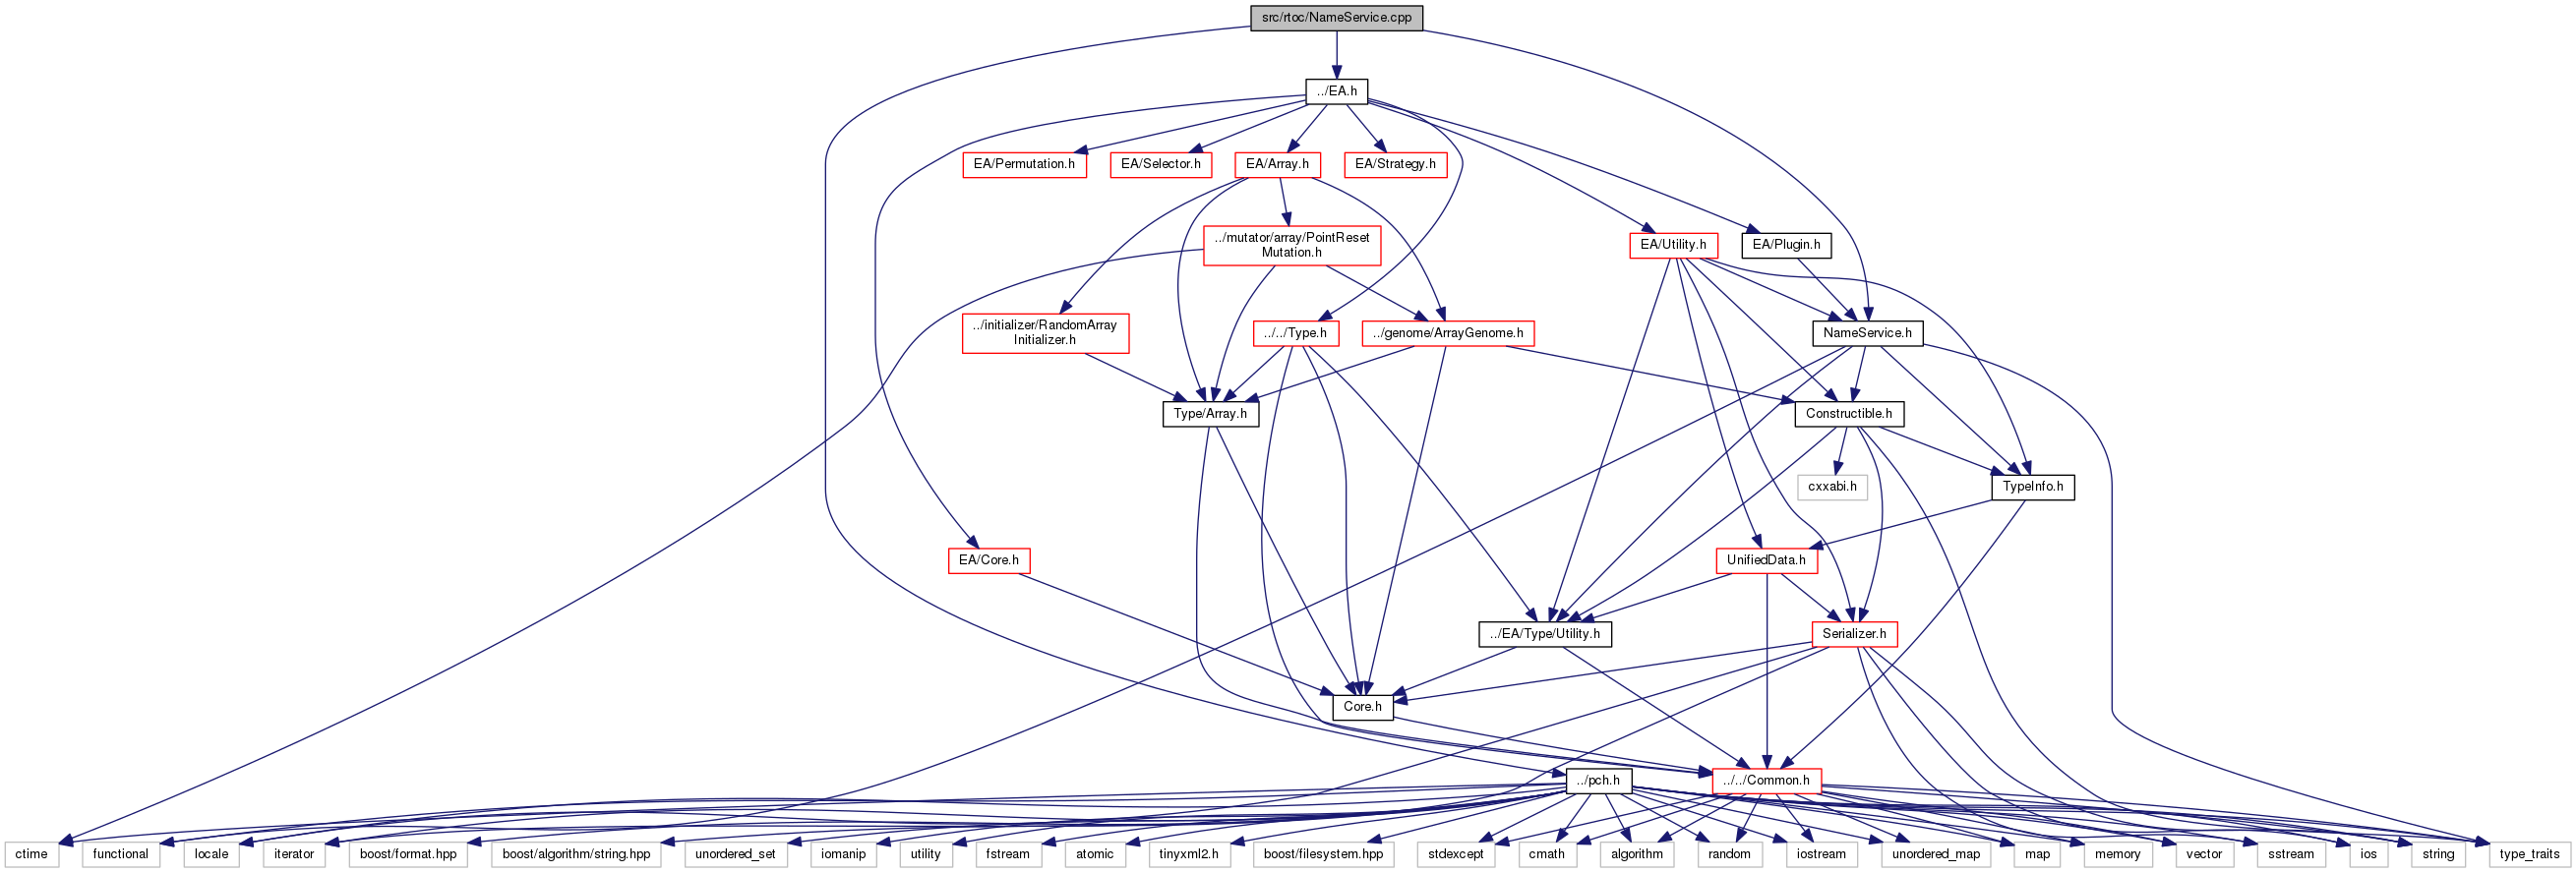 src/rtoc/NameService.cpp
../EA.h
EA/Permutation.h
EA/Selector.h
EA/Array.h
EA/Strategy.h
../mutator/array/PointReset
Mutation.h
EA/Utility.h
EA/Plugin.h
../initializer/RandomArray
Initializer.h
../../Type.h
../genome/ArrayGenome.h
NameService.h
Type/Array.h
Constructible.h
cxxabi.h
TypeInfo.h
EA/Core.h
UnifiedData.h
../EA/Type/Utility.h
Serializer.h
Core.h
../pch.h
../../Common.h
ctime
functional
locale
iterator
boost/format.hpp
boost/algorithm/string.hpp
unordered_set
iomanip
utility
fstream
atomic
tinyxml2.h
boost/filesystem.hpp
stdexcept
cmath
algorithm
random
iostream
unordered_map
map
memory
vector
sstream
ios
string
type_traits